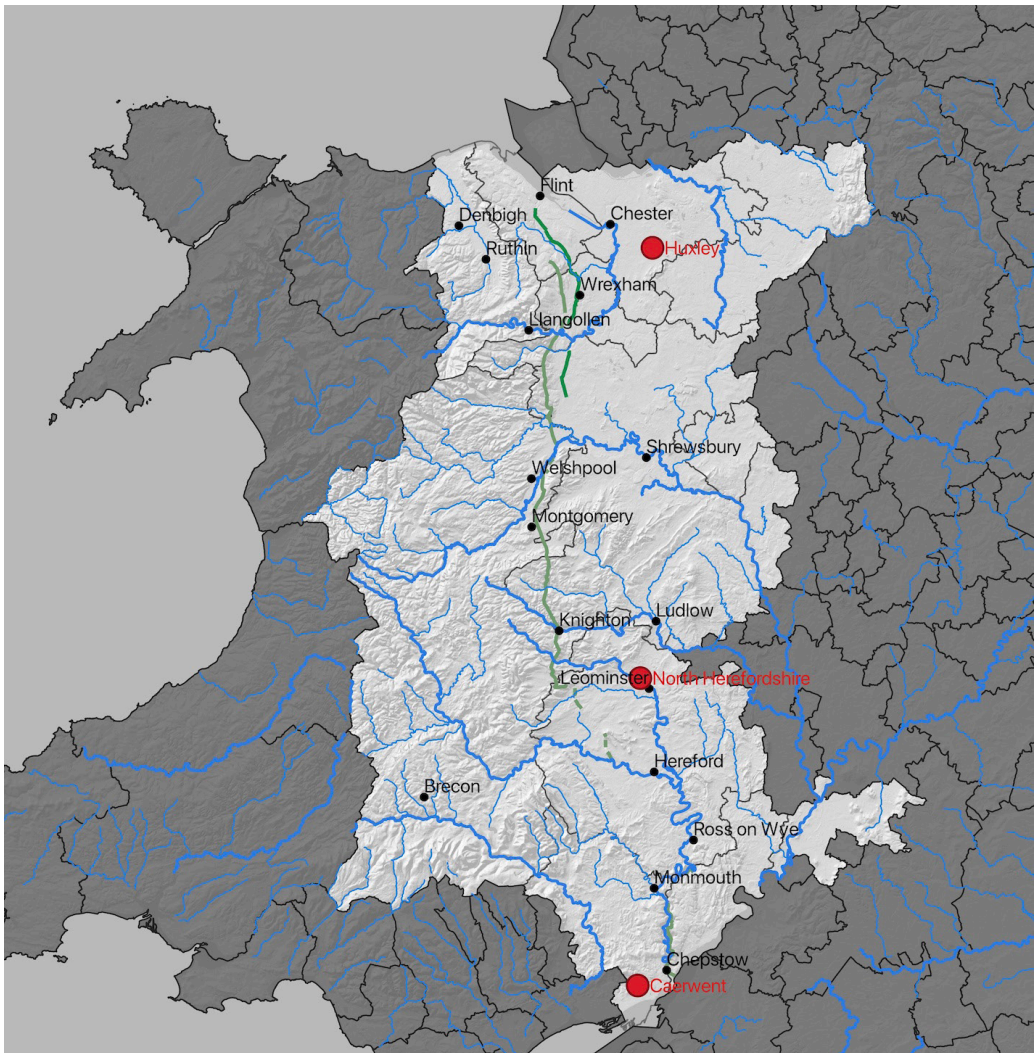 Flint
Denbigh
Chester
Ruthin
Huxley
Wrexham
Llangollen
Shrewsbury
Welshpool
Montgomery
Ludlow
Knighton
Leominster
North Herefordshire
Hereford
Brecon
Ross on Wye
Monmouth
Chepstow
Caerwent